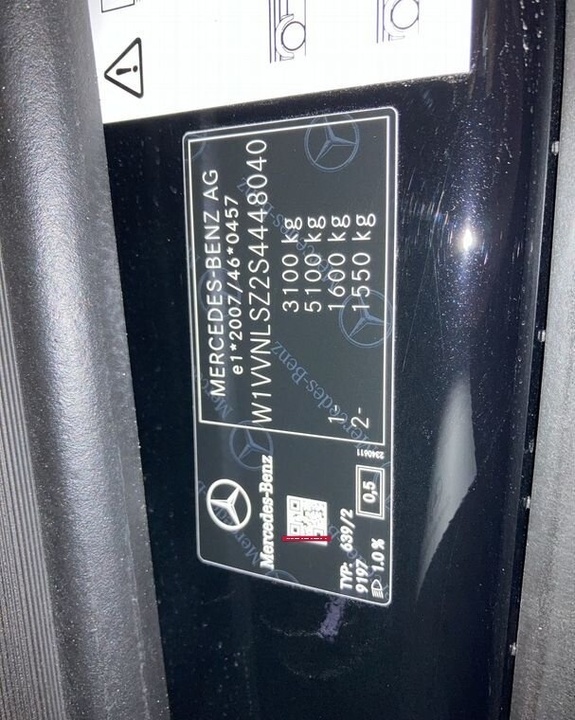 MERCEDES-BENZ AG
e1*2007/46*0457
W1VVNLSZ2S4448040
3100 kg
5100 kg
1- 1600 kg
2- 1550 kg
Mercedes-Benz
TYP: 639/2
9197
1.0 %
0,5
2340611